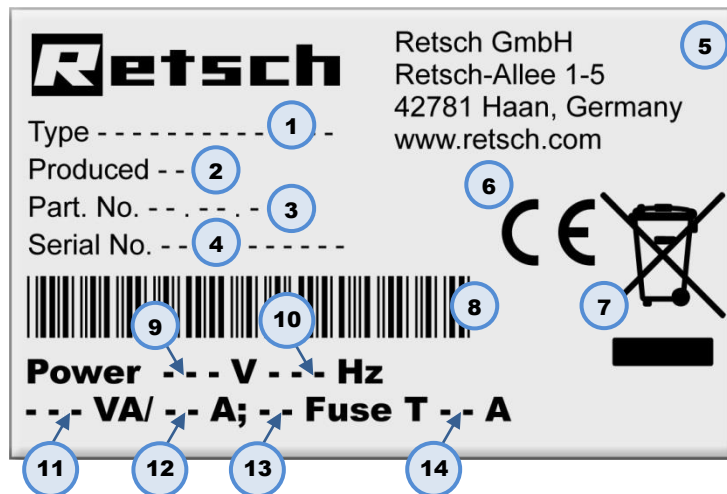 Retsch
Retsch GmbH
Retsch-Allee 1-5
42781 Haan, Germany
www.retsch.com
Type - - - - - - - - - - - 1 - -
Produced - - 2
Part. No. - - . - - . - 3
Serial No. - - 4 - - - - - - -
5
6
CE
7
8
9
10
Power - - - V - - - Hz
- - - VA/ - - A; - - Fuse T - - A
11
12
13
14